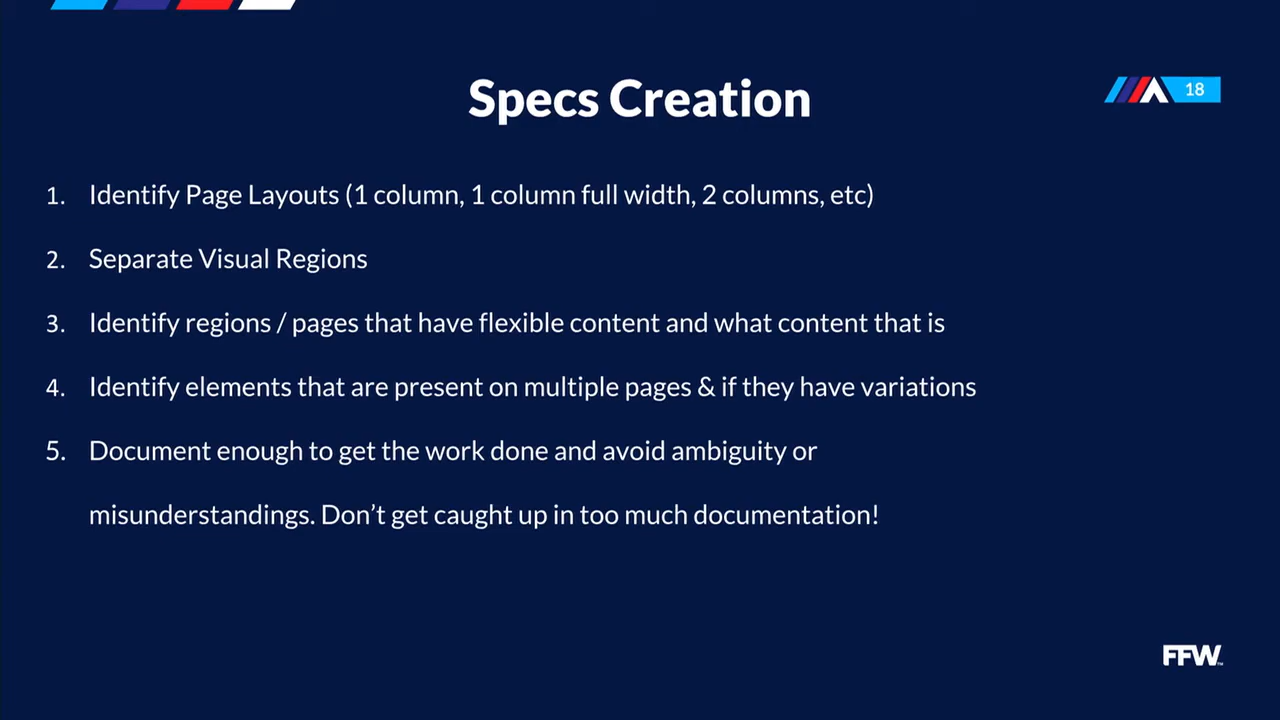 Specs Creation
18
1. Identify Page Layouts (1 column, 1 column full width, 2 columns, etc)
2. Separate Visual Regions
3. Identify regions / pages that have flexible content and what content that is
4. Identify elements that are present on multiple pages & if they have variations
5. Document enough to get the work done and avoid ambiguity or
misunderstandings. Don’t get caught up in too much documentation!
FFW™